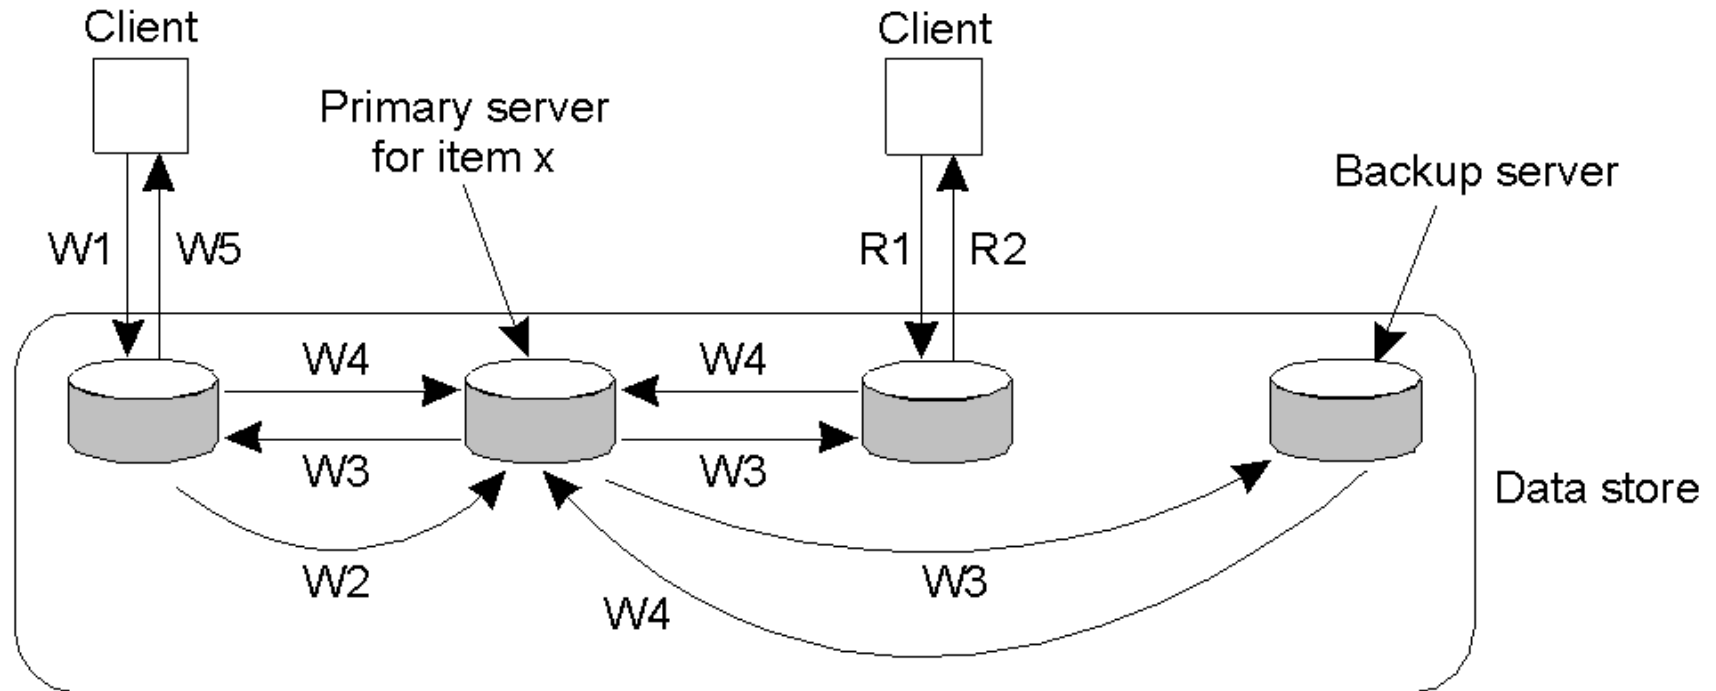 Client
Client
Primary server
for item x
Backup server
W1
W5
R1
R2
W4
W4
W3
W3
Data store
W2
W3
W4